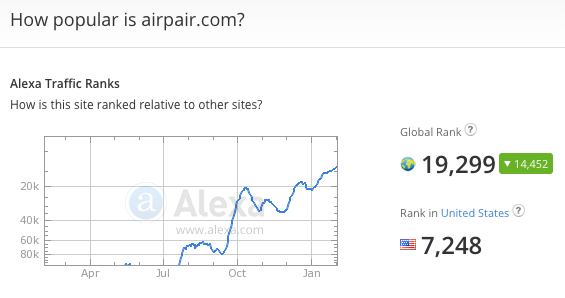 How popular is airpair.com?
Alexa Traffic Ranks
How is this site ranked relative to other sites?
Global Rank ?
19,299 ▼ 14,452
Rank in United States ?
7,248
20k
40k
60k
80k
a Alexa
www.alexa.com
Apr Jul Oct Jan